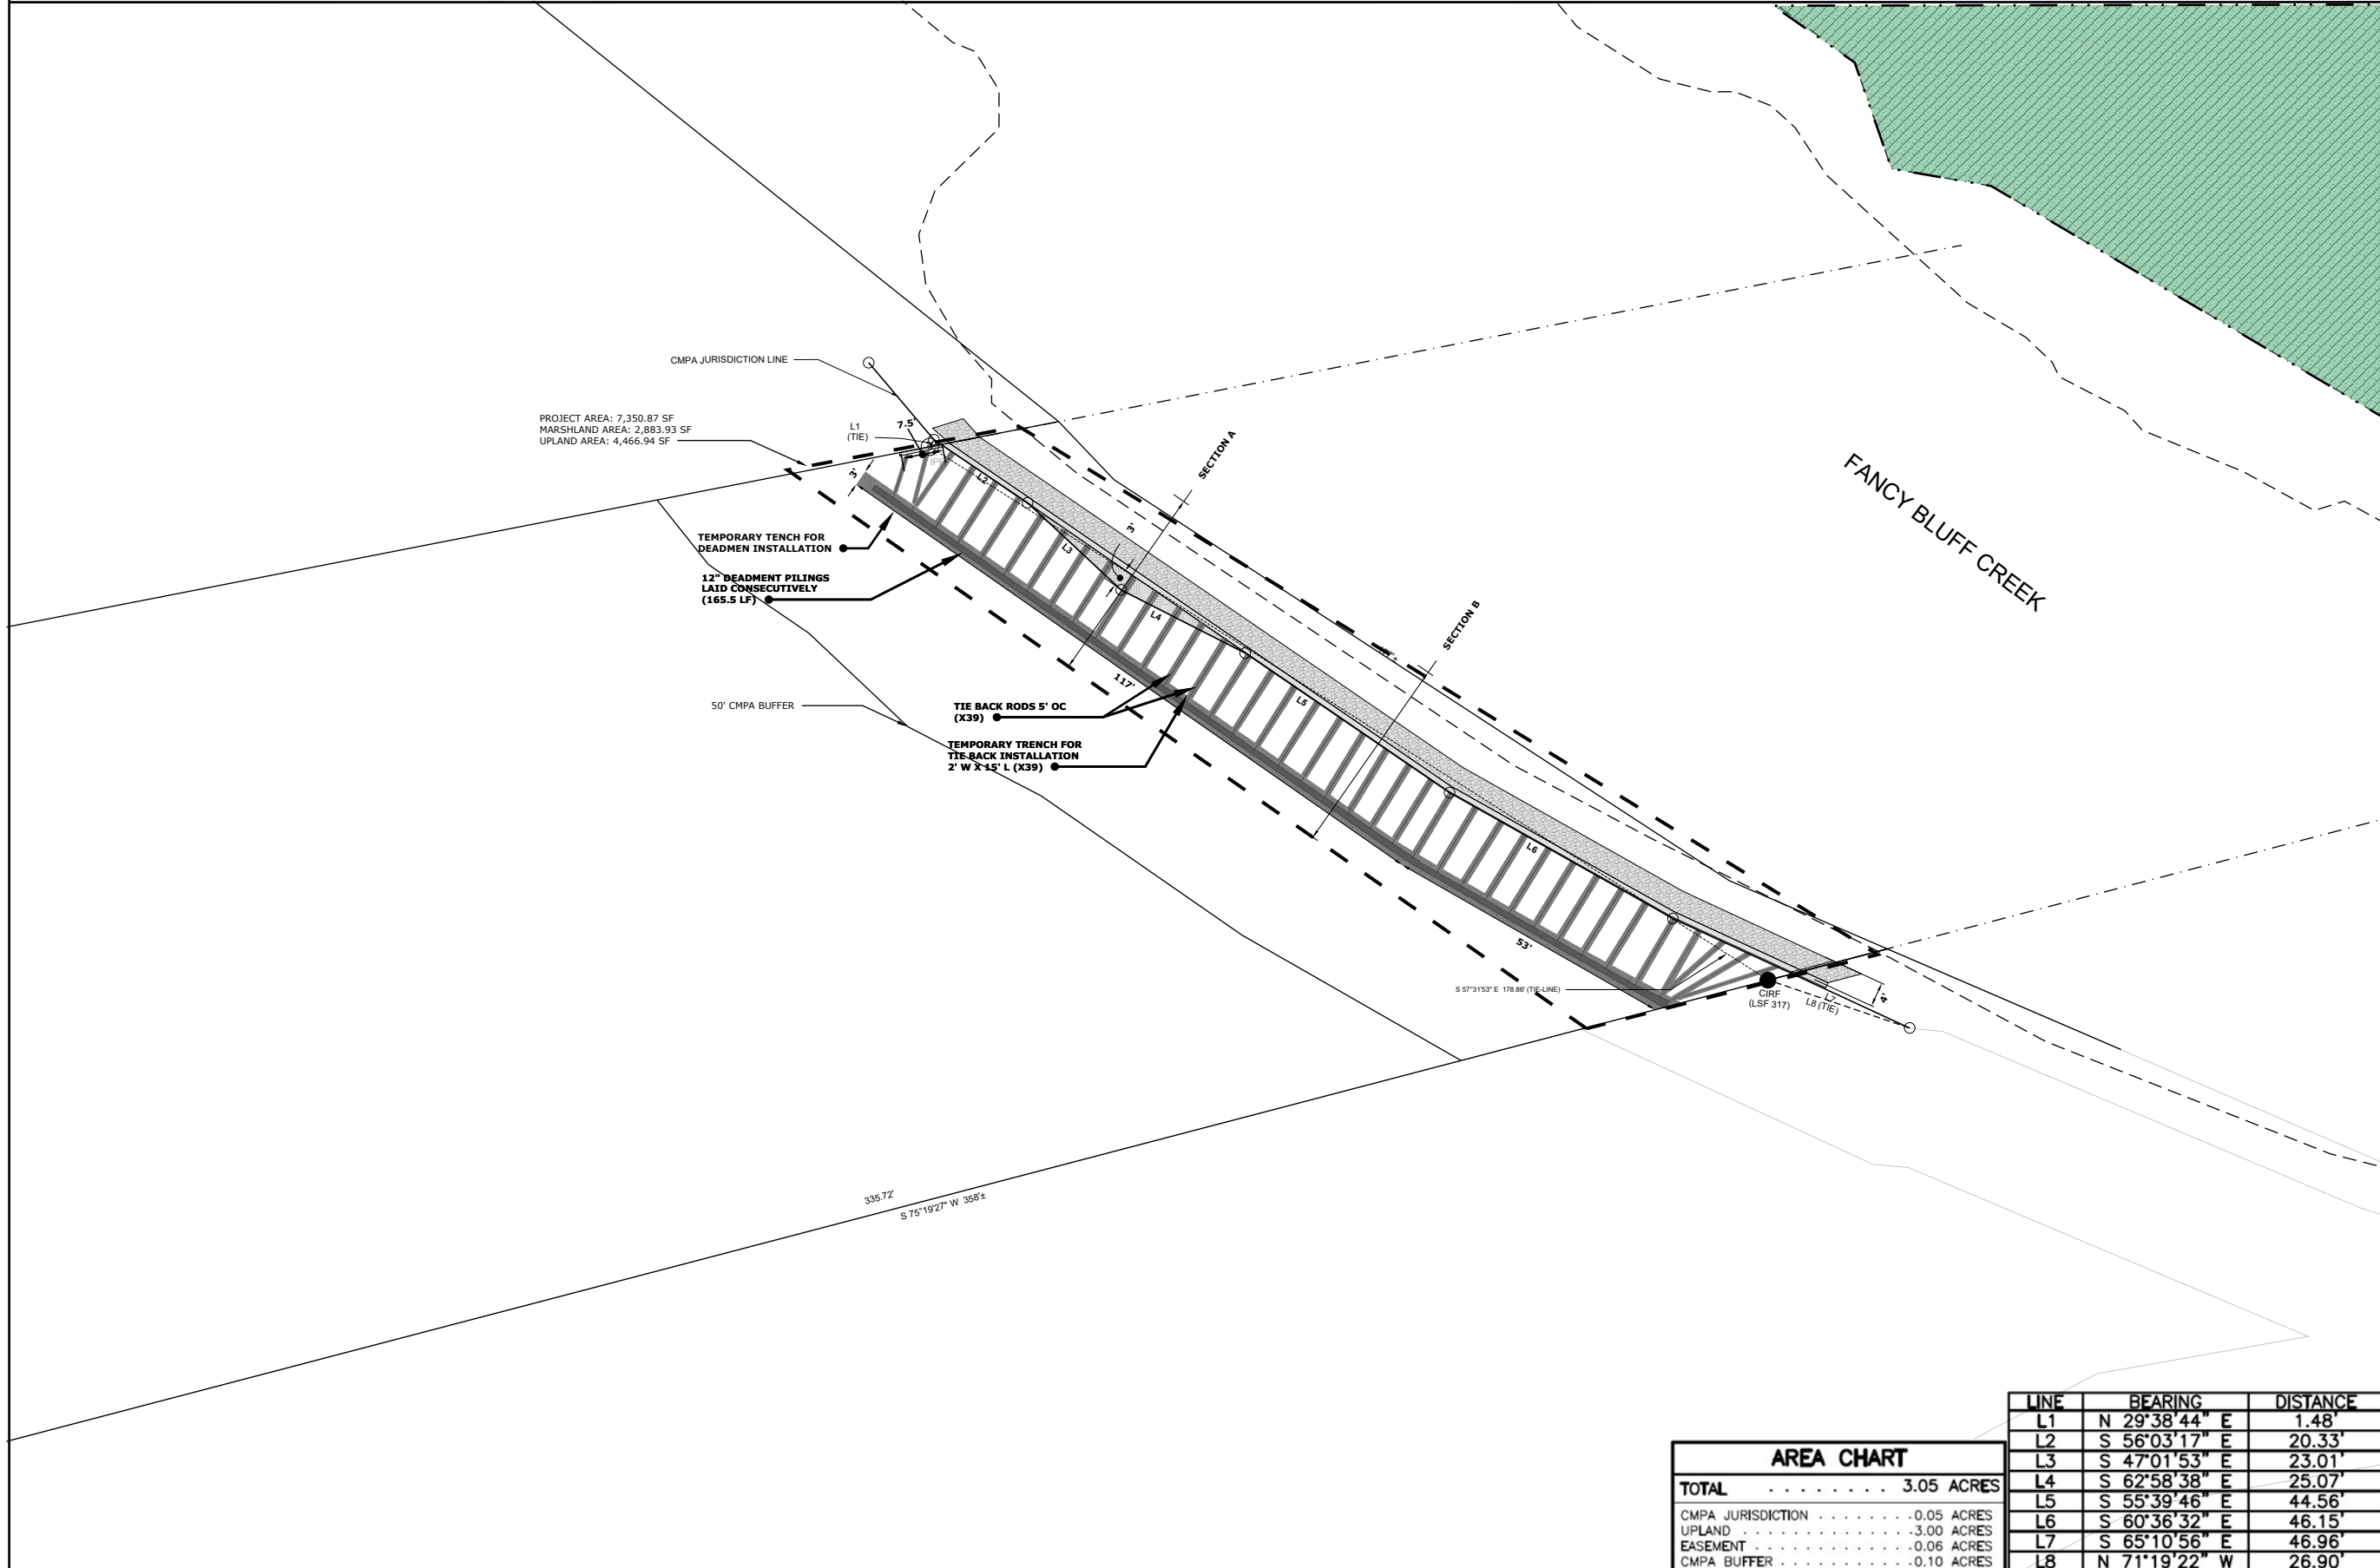 CMPA JURISDICTION LINE
PROJECT AREA: 7,350.87 SF
MARSHLAND AREA: 2,883.93 SF
UPLAND AREA: 4,466.94 SF
L1
(TIE)
7.5'
3'
L2
TEMPORARY TENCH FOR
DEADMEN INSTALLATION
12" DEADMENT PILINGS
LAID CONSECUTIVELY
(165.5 LF)
L3
3'
SECTION A
L4
FANCY BLUFF CREEK
SECTION B
117'
50' CMPA BUFFER
TIE BACK RODS 5' OC
(X39)
L5
TEMPORARY TRENCH FOR
TIE BACK INSTALLATION
2' W X 15' L (X39)
L6
53'
S 57°31'53" E 178.86' (TIE-LINE)
CIRF
(LSF 317)
L7
L8 (TIE)
4'
335.72'
S 75°19'27" W 358'±
AREA CHART
TOTAL . . . . . . . . 3.05 ACRES
CMPA JURISDICTION . . . . . . . . 0.05 ACRES
UPLAND . . . . . . . . . . . . . . 3.00 ACRES
EASEMENT . . . . . . . . . . . . . 0.06 ACRES
CMPA BUFFER . . . . . . . . . . . 0.10 ACRES
LINE BEARING DISTANCE
L1 N 29°38'44" E 1.48'
L2 S 56°03'17" E 20.33'
L3 S 47°01'53" E 23.01'
L4 S 62°58'38" E 25.07'
L5 S 55°39'46" E 44.56'
L6 S 60°36'32" E 46.15'
L7 S 65°10'56" E 46.96'
L8 N 71°19'22" W 26.90'